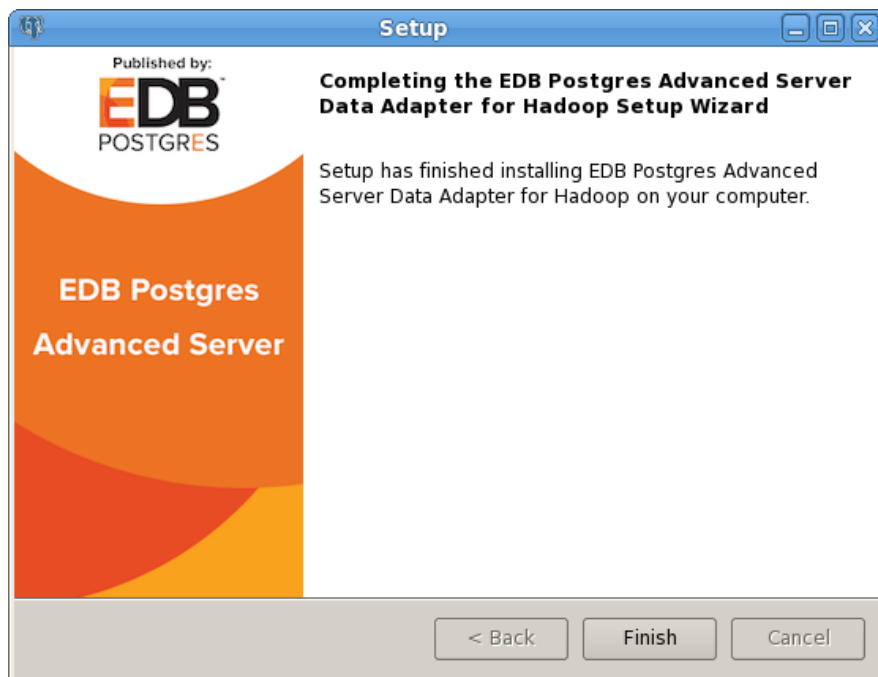 Setup
Published by:
EDB
POSTGRES
EDB Postgres
Advanced Server
Completing the EDB Postgres Advanced Server
Data Adapter for Hadoop Setup Wizard
Setup has finished installing EDB Postgres Advanced
Server Data Adapter for Hadoop on your computer.
< Back
Finish
Cancel